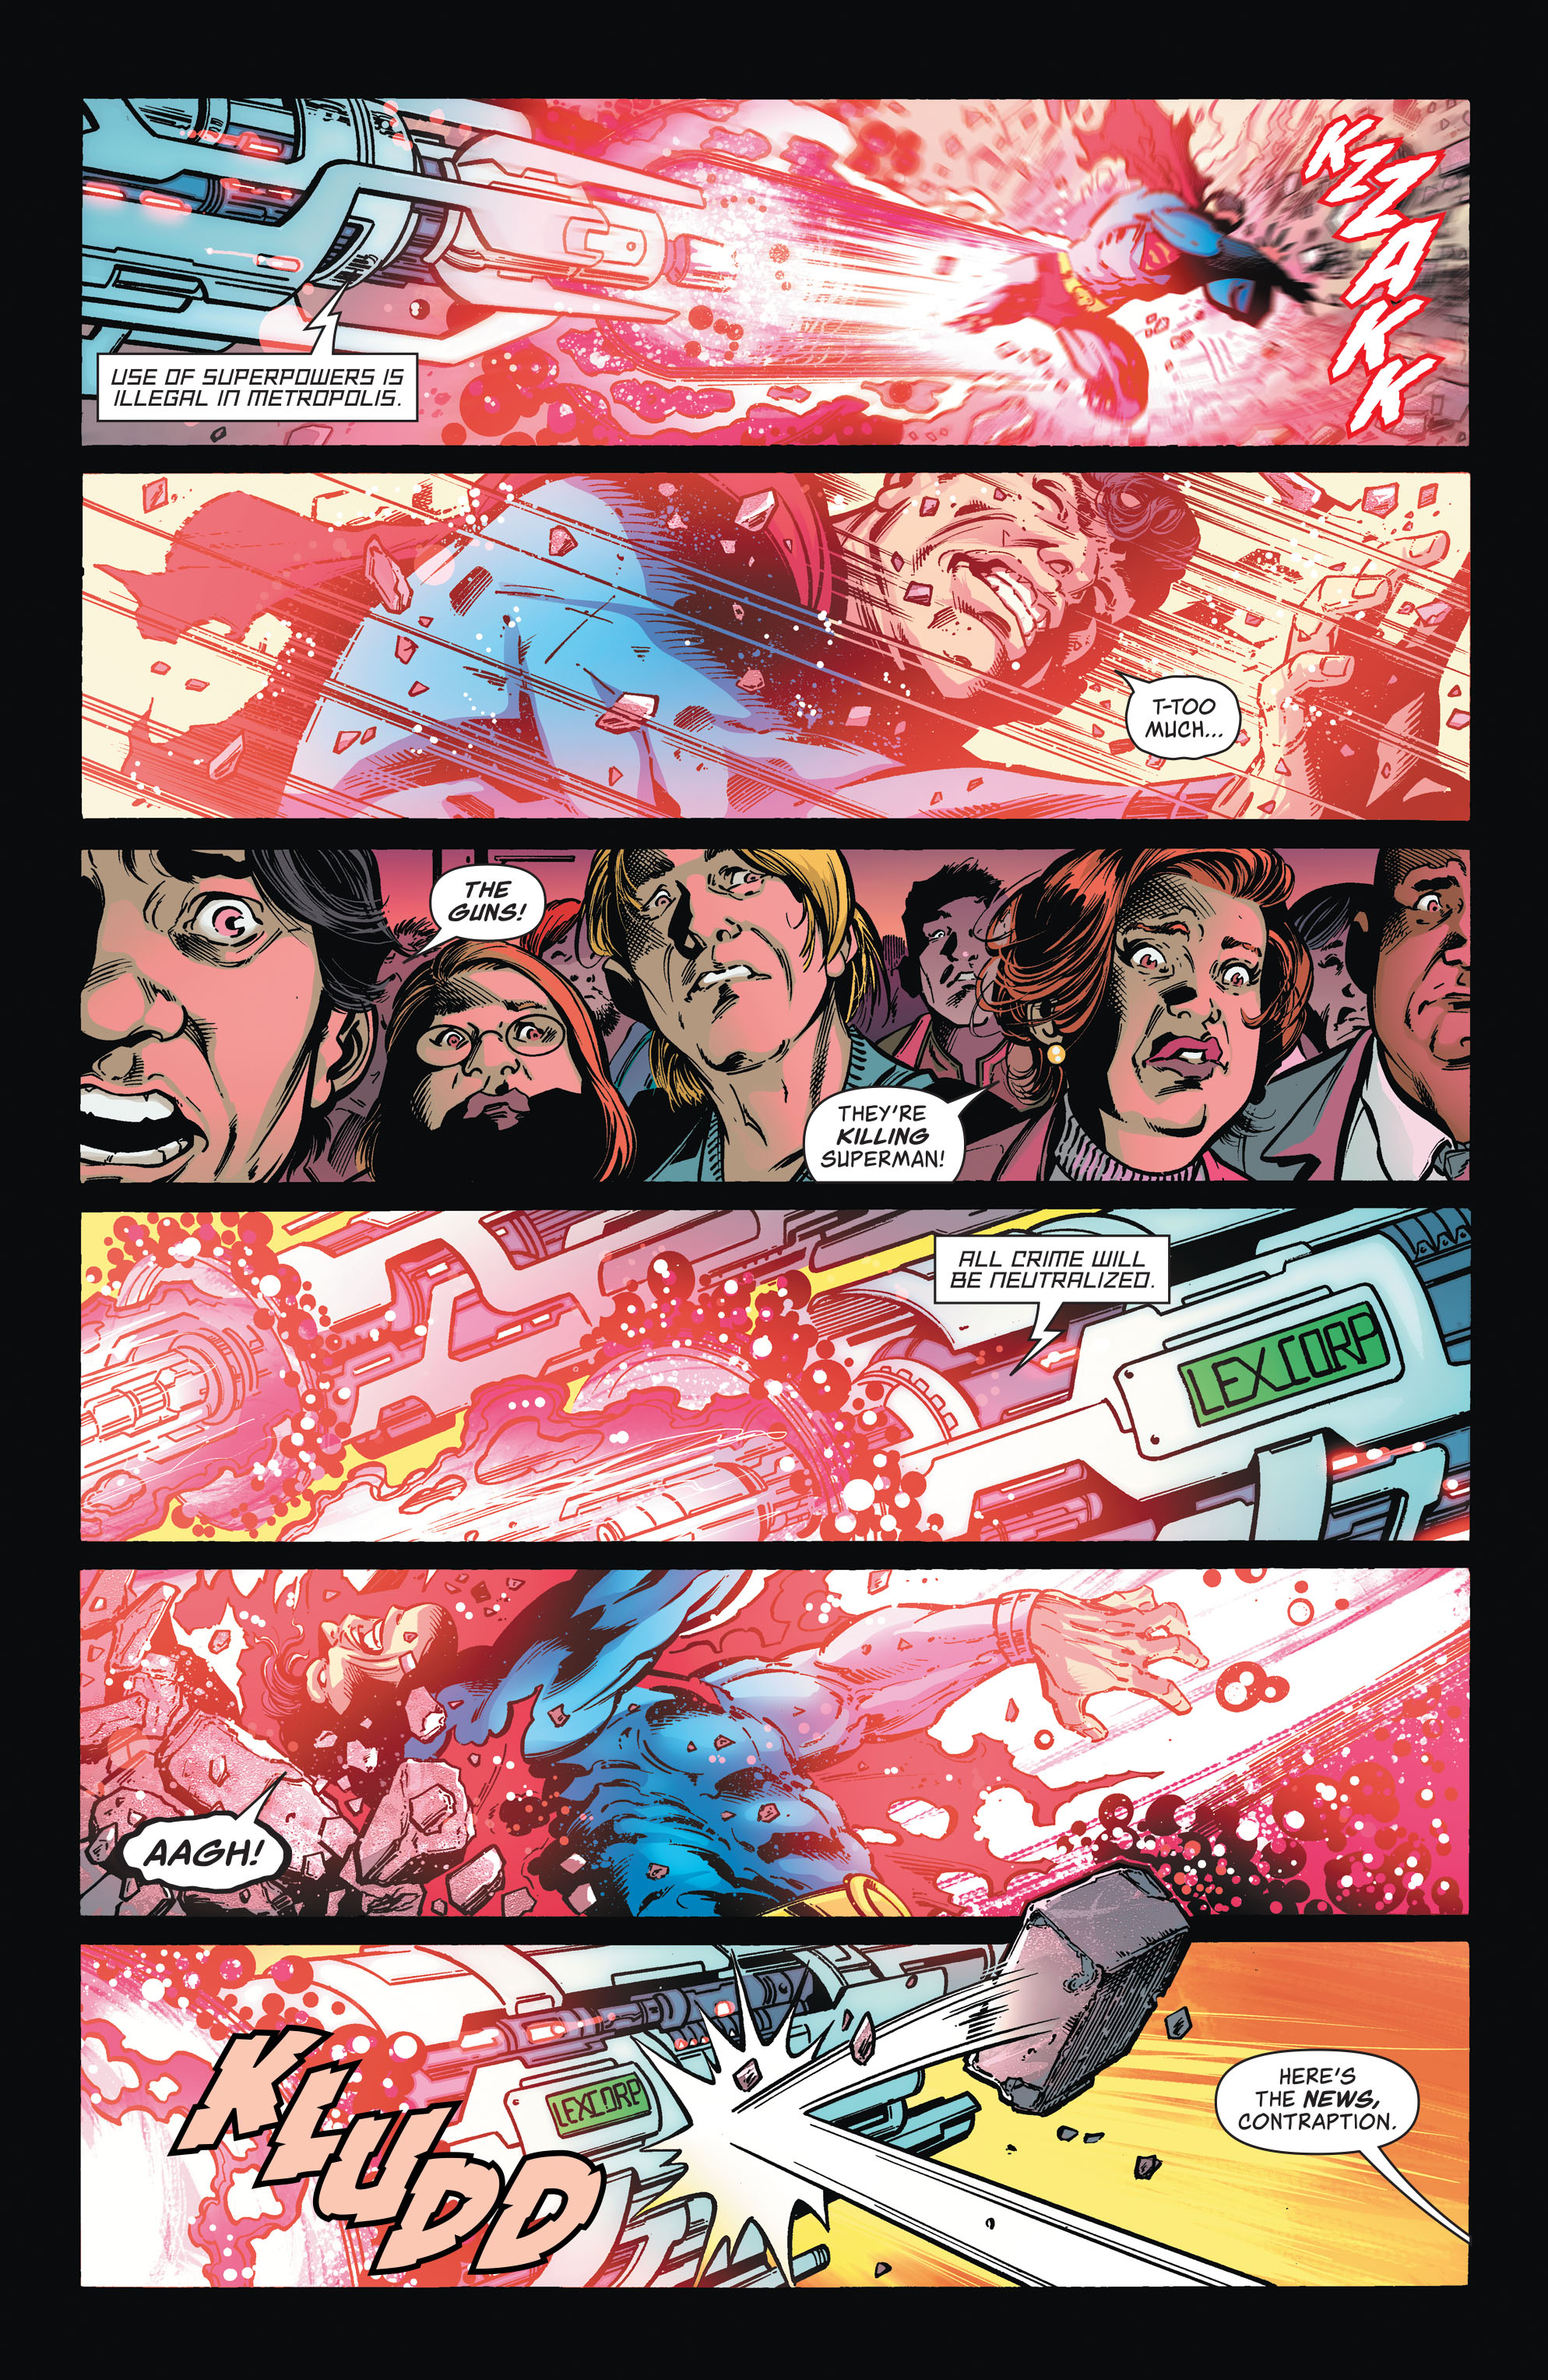 KZZZAKKK
USE OF SUPERPOWERS IS
ILLEGAL IN METROPOLIS.
T-TOO
MUCH...
THE
GUNS!
THEY'RE
KILLING
SUPERMAN!
ALL CRIME WILL
BE NEUTRALIZED.
LEXCORP
AAGH!
KLUDD
LEXCORP
HERE'S
THE NEWS,
CONTRAPTION.